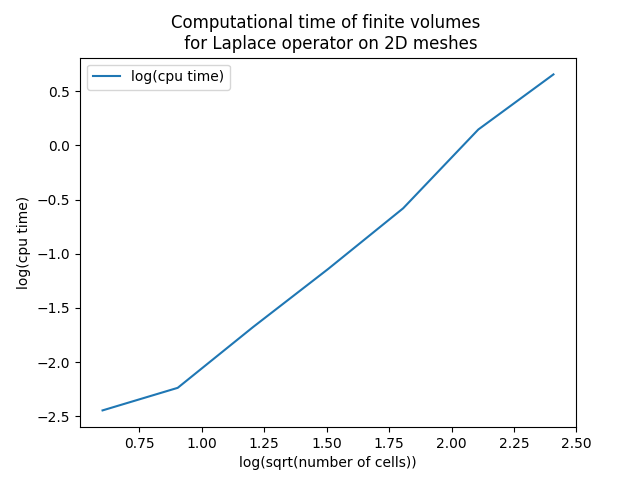 Computational time of finite volumes
for Laplace operator on 2D meshes
log(cpu time)
0.5
0.0
−0.5
−1.0
−1.5
−2.0
−2.5
log(cpu time)
0.75 1.00 1.25 1.50 1.75 2.00 2.25 2.50
log(sqrt(number of cells))